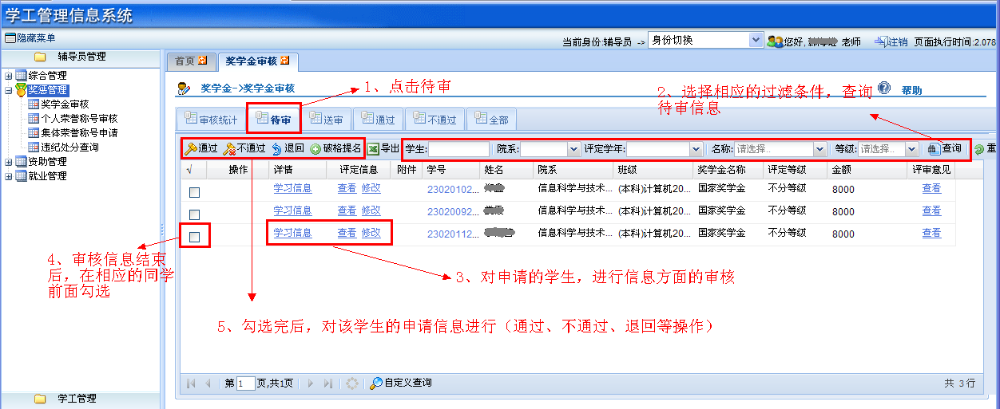 学工管理信息系统
隐藏菜单
当前身份:辅导员 -> 身份切换 您好, 老师 注销 页面执行时间:2.078
辅导员管理
首页 奖学金审核
综合管理
奖惩管理
奖学金审核
个人荣誉称号审核
集体荣誉称号申请
违纪处分查询
资助管理
就业管理
学工管理
奖学金->奖学金审核
1、点击待审
2、选择相应的过滤条件，查询
待审信息
帮助
审核统计 待审 送审 通过 不通过 全部
通过 不通过 退回 破格提名 导出 学生: 院系: 评定学年: 名称: 请选择.. 等级: 请选择.. 查询 重
√ 操作 详情 评定信息 附件 学号 姓名 院系 班级 奖学金名称 评定等级 金额 评审意见
学习信息 查看 修改 23020102... 信息科学与技术... (本科)计算机20... 国家奖学金 不分等级 8000 查看
学习信息 查看 修改 23020092... 信息科学与技术... (本科)计算机20... 国家奖学金 不分等级 8000 查看
学习信息 查看 修改 23020112... 信息科学与技术... (本科)计算机20... 国家奖学金 不分等级 8000 查看
4、审核信息结束
后，在相应的同学
前面勾选
3、对申请的学生，进行信息方面的审核
5、勾选完后，对该学生的申请信息进行（通过、不通过、退回等操作）
第 1 页,共1页 自定义查询 共 3 行